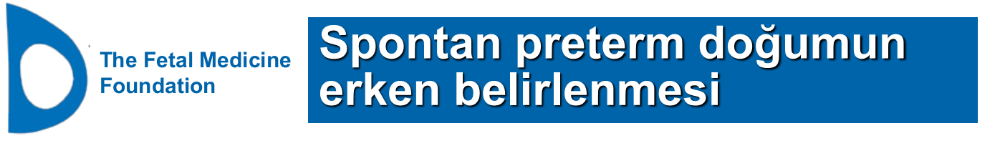 The Fetal Medicine
Foundation
Spontan preterm doğumun
erken belirlenmesi